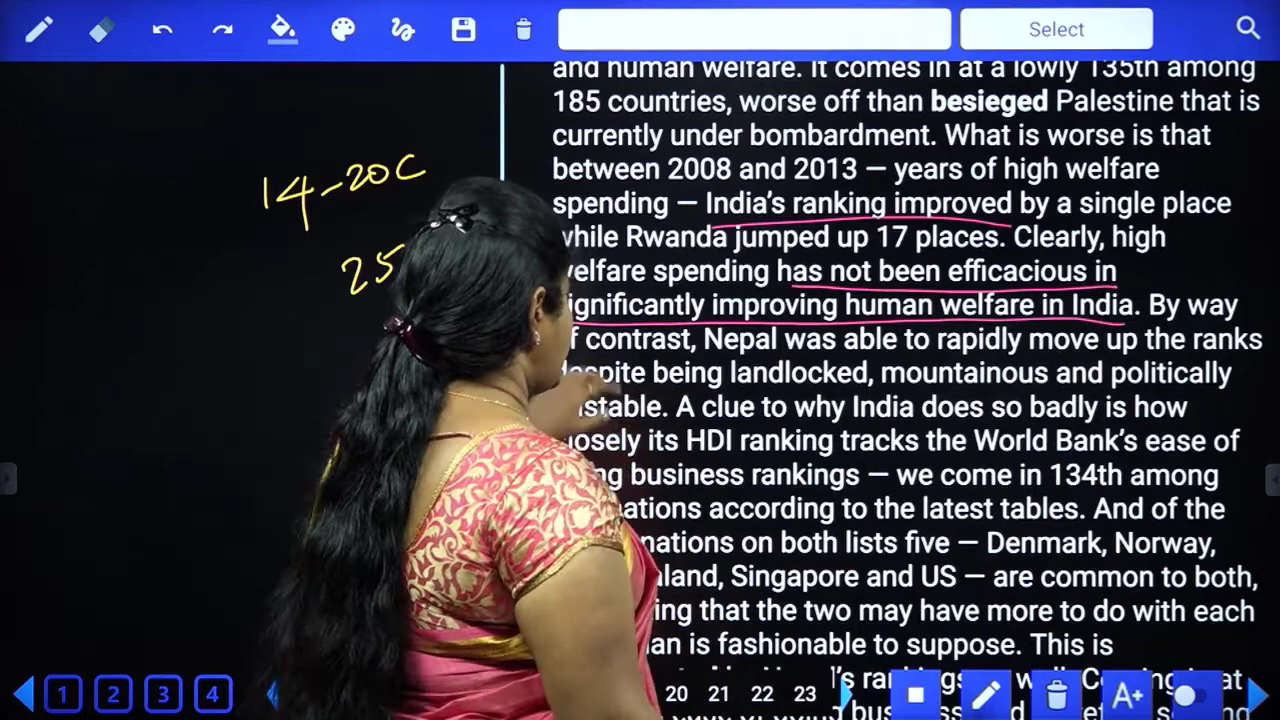 Select
and human welfare. It comes in at a lowly 135th among
185 countries, worse off than besieged Palestine that is
currently under bombardment. What is worse is that
between 2008 and 2013 — years of high welfare
spending — India's ranking improved by a single place
while Rwanda jumped up 17 places. Clearly, high
welfare spending has not been efficacious in
significantly improving human welfare in India. By way
contrast, Nepal was able to rapidly move up the ranks
despite being landlocked, mountainous and politically
A clue to why India does so badly is how
its HDI ranking tracks the World Bank's ease of
business rankings — we come in 134th among
according to the latest tables. And of the
nations on both lists five — Denmark, Norway,
Singapore and US — are common to both,
that the two may have more to do with each
is fashionable to suppose. This is
14-20C
25
1 2 3 4
20 21 22 23
A+